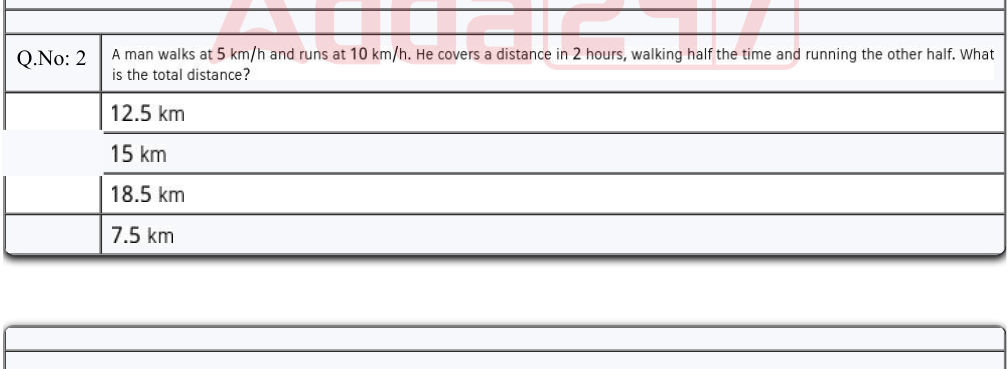 Adda247
Q.No: 2
A man walks at 5 km/h and runs at 10 km/h. He covers a distance in 2 hours, walking half the time and running the other half. What
is the total distance?
12.5 km
15 km
18.5 km
7.5 km